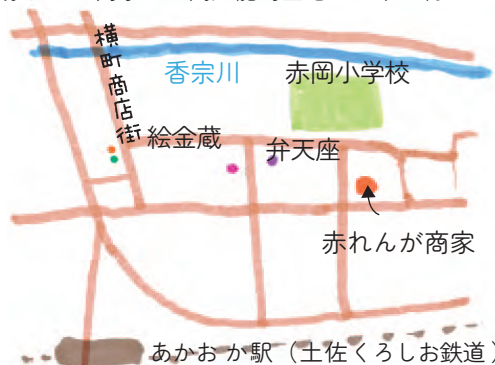 横町商店街
香宗川
赤岡小学校
絵金蔵
弁天座
赤れんが商家
あかおか駅（土佐くろしお鉄道）